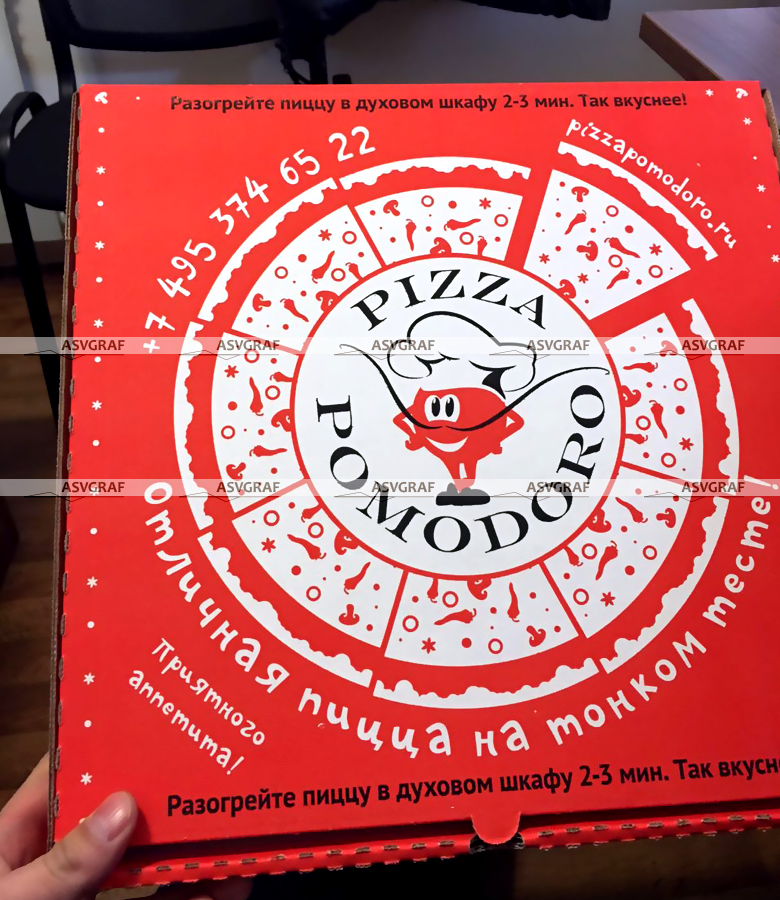 Разогрейте пиццу в духовом шкафу 2-3 мин. Так вкуснее!
+7 495 374 65 22
pizzapomodoro.ru
PIZZA
POMODORO
ASVGRAF ASVGRAF ASVGRAF ASVGRAF ASVGRAF
ASVGRAF ASVGRAF ASVGRAF ASVGRAF ASVGRAF
Отличная пицца на тонком тесте!
Приятного
аппетита!
Разогрейте пиццу в духовом шкафу 2-3 мин. Так вкусн